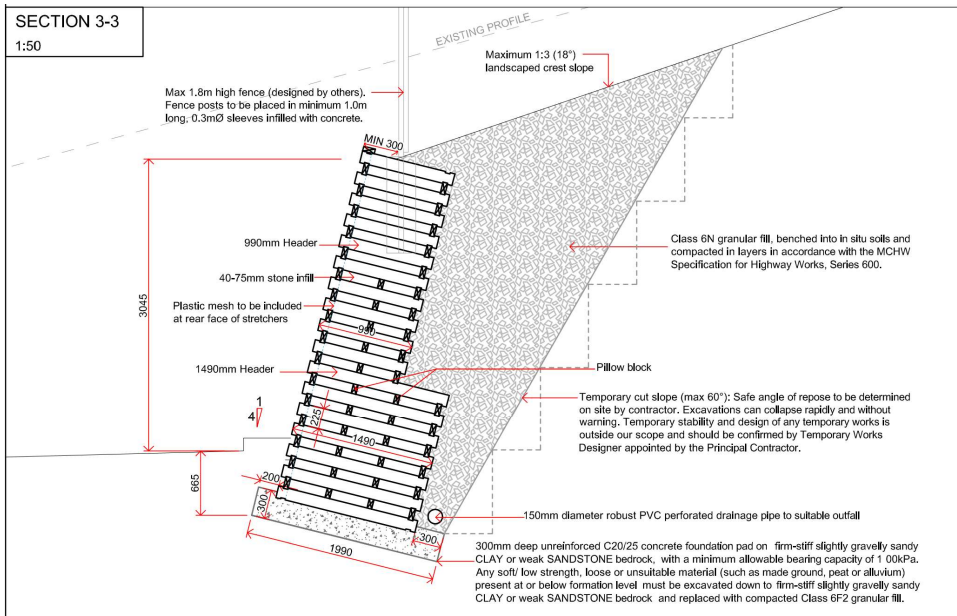 SECTION 3-3
1:50
EXISTING PROFILE
Maximum 1:3 (18°)
landscaped crest slope
Max 1.8m high fence (designed by others).
Fence posts to be placed in minimum 1.0m
long, 0.3mØ sleeves infilled with concrete.
MIN 300
990mm Header
40-75mm stone infill
Plastic mesh to be included
at rear face of stretchers
3045
990
Class 6N granular fill, benched into in situ soils and
compacted in layers in accordance with the MCHW
Specification for Highway Works, Series 600.
1490mm Header
Pillow block
1
4
225
1490
Temporary cut slope (max 60°): Safe angle of repose to be determined
on site by contractor. Excavations can collapse rapidly and without
warning. Temporary stability and design of any temporary works is
outside our scope and should be confirmed by Temporary Works
Designer appointed by the Principal Contractor.
665
200
300
300
1990
150mm diameter robust PVC perforated drainage pipe to suitable outfall
300mm deep unreinforced C20/25 concrete foundation pad on firm-stiff slightly gravelly sandy
CLAY or weak SANDSTONE bedrock, with a minimum allowable bearing capacity of 1 00kPa.
Any soft/ low strength, loose or unsuitable material (such as made ground, peat or alluvium)
present at or below formation level must be excavated down to firm-stiff slightly gravelly sandy
CLAY or weak SANDSTONE bedrock and replaced with compacted Class 6F2 granular fill.